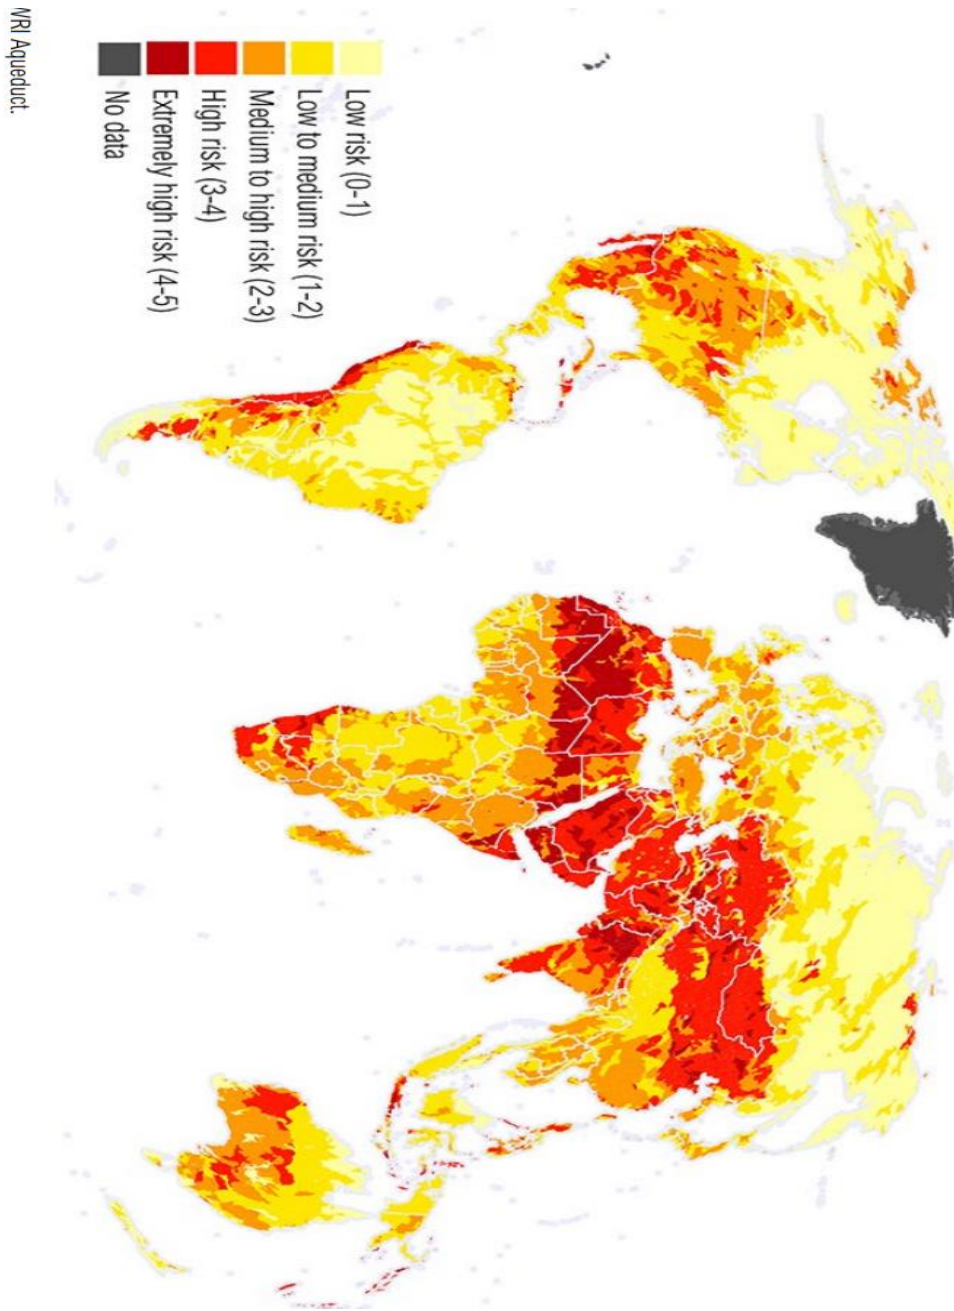 Low risk (0-1)
Low to medium risk (1-2)
Medium to high risk (2-3)
High risk (3-4)
Extremely high risk (4-5)
No data
WRI Aqueduct.